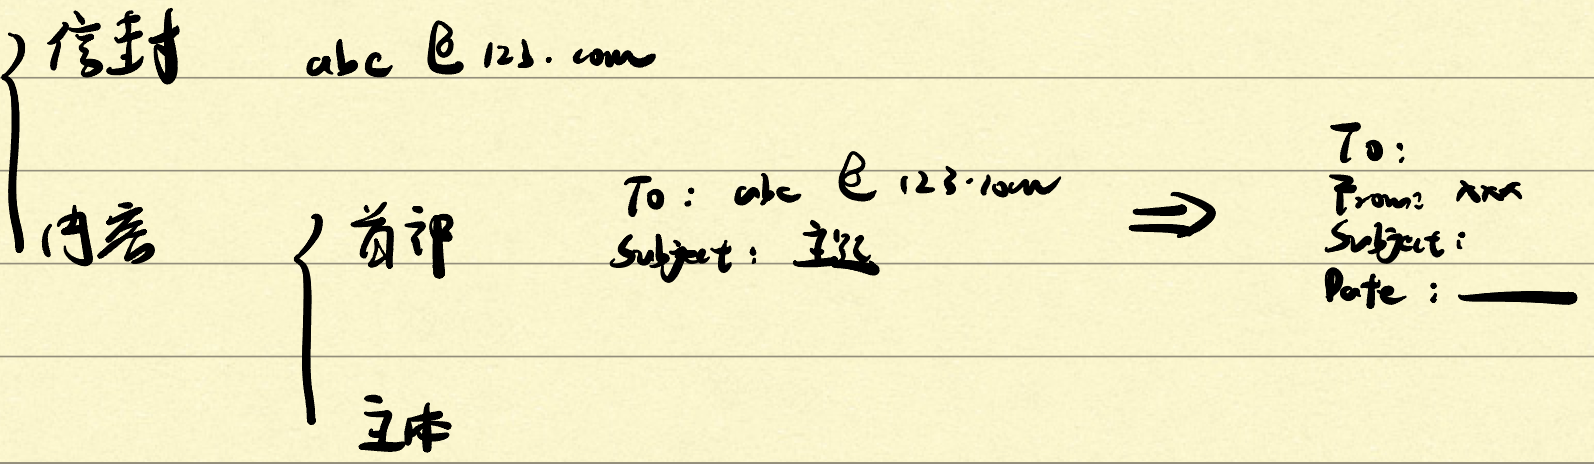 信封 abc @ 123.com
To: abc @ 123.com
内容 首部 Subject: 主题
To:
From: xxx
Subject:
Date:
主体